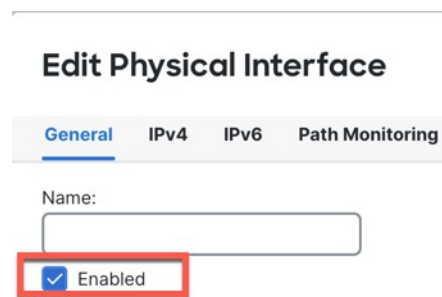 Edit Physical Interface
General IPv4 IPv6 Path Monitoring
Name:
Enabled